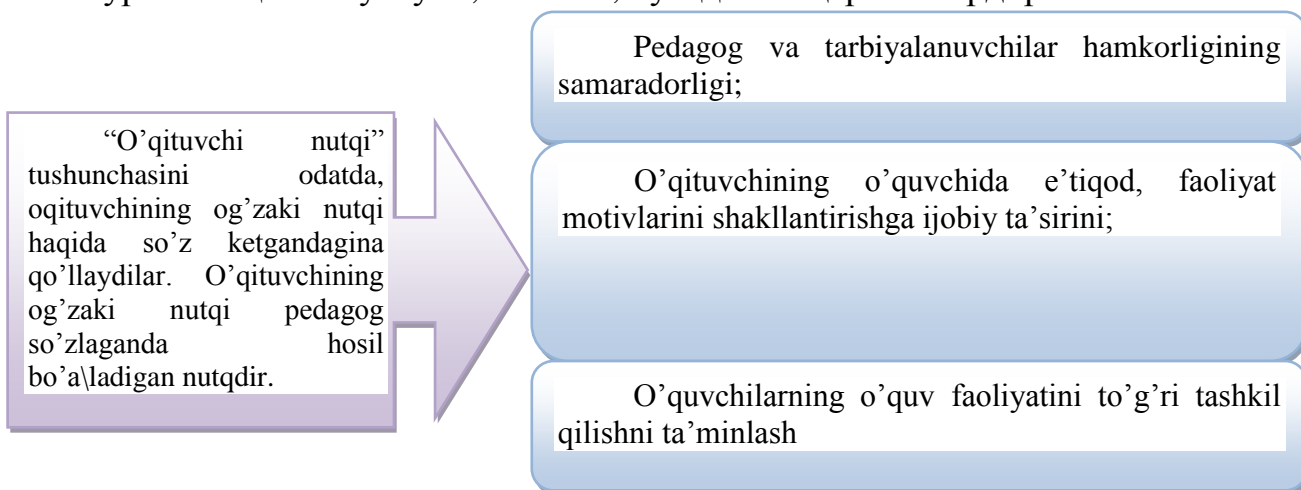 Pedagog va tarbiyalanuvchilar hamkorligining
samaradorligi;
“O’qituvchi nutqi”
tushunchasini odatda,
oqituvchining og’zaki nutqi
haqida so’z ketgandagina
qo’llaydilar. O’qituvchining
og’zaki nutqi pedagog
so’zlaganda hosil
bo’a\ladigan nutqdir.
O’qituvchining o’quvchida e’tiqod, faoliyat
motivlarini shakllantirishga ijobiy ta’sirini;
O’quvchilarning o’quv faoliyatini to’g’ri tashkil
qilishni ta’minlash